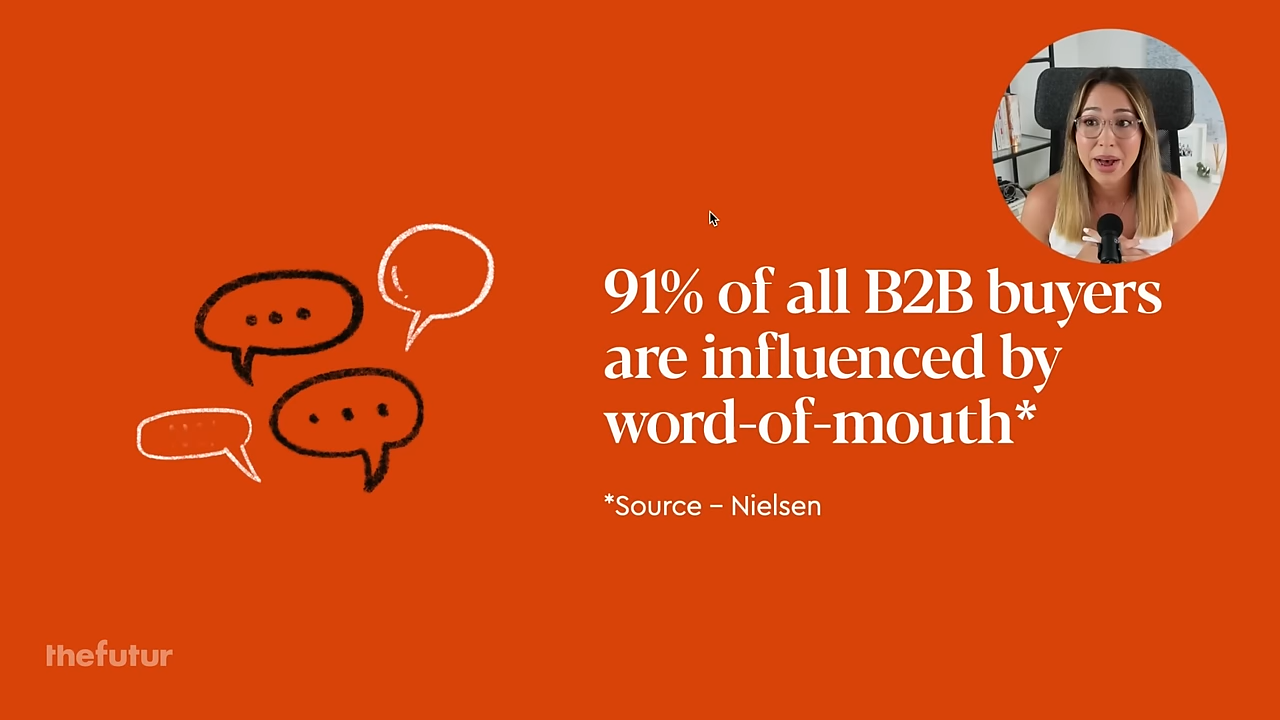 91% of all B2B buyers
are influenced by
word-of-mouth*
*Source – Nielsen
thefutur